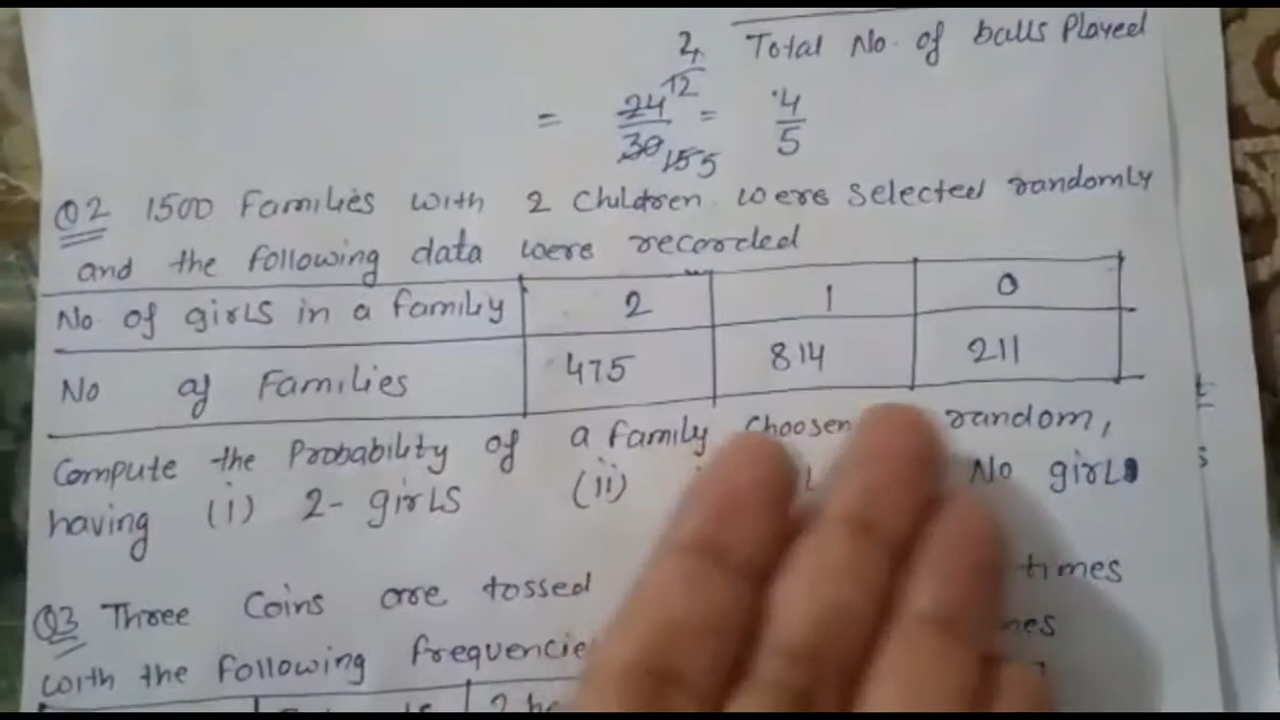 Total No. of balls Played
2
12
= 24/30 = 4/5
15 5
Q2 1500 Families with 2 Children were selected randomly
and the following data were recorded
No of girls in a family 2 1 0
No of Families 475 814 211
Compute the Probability of a family Choosen random,
having (i) 2- girls (ii) No girls
Q3 Three Coins are tossed times
with the following frequencie